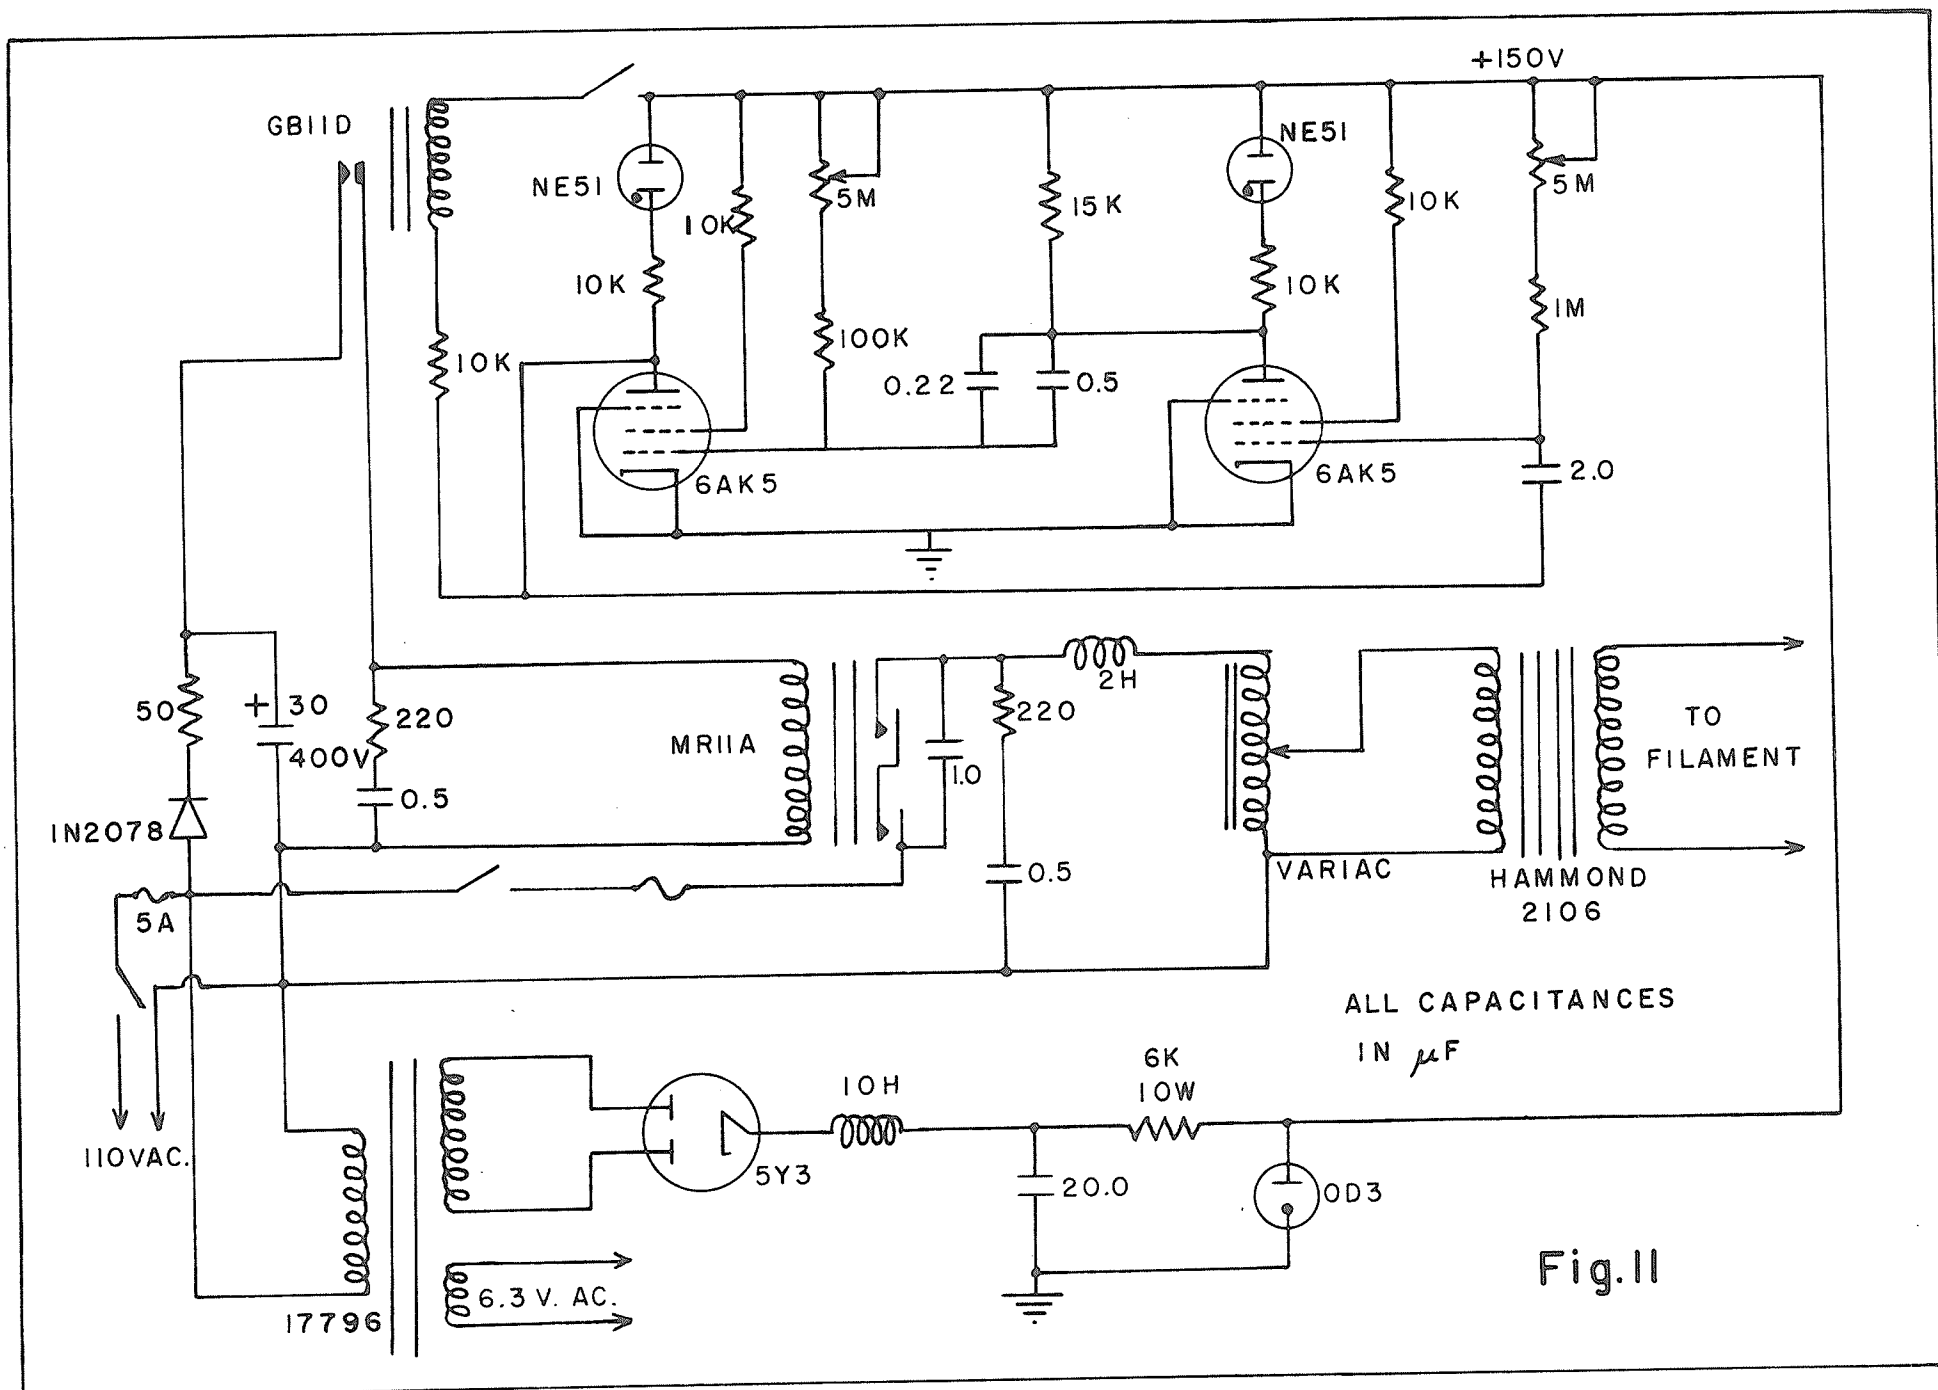 +150V
GB11D
NE51
NE51
10K
5M
15K
10K
5M
10K
10K
1M
10K
100K
0.22
0.5
6AK5
6AK5
2.0
50
+ 30
400V
220
MR11A
2H
220
TO
FILAMENT
1.0
0.5
1N2078
0.5
VARIAC
HAMMOND
2106
5A
ALL CAPACITANCES
IN µF
6K
10W
10H
110VAC.
5Y3
20.0
OD3
6.3 V. AC.
17796
Fig.11